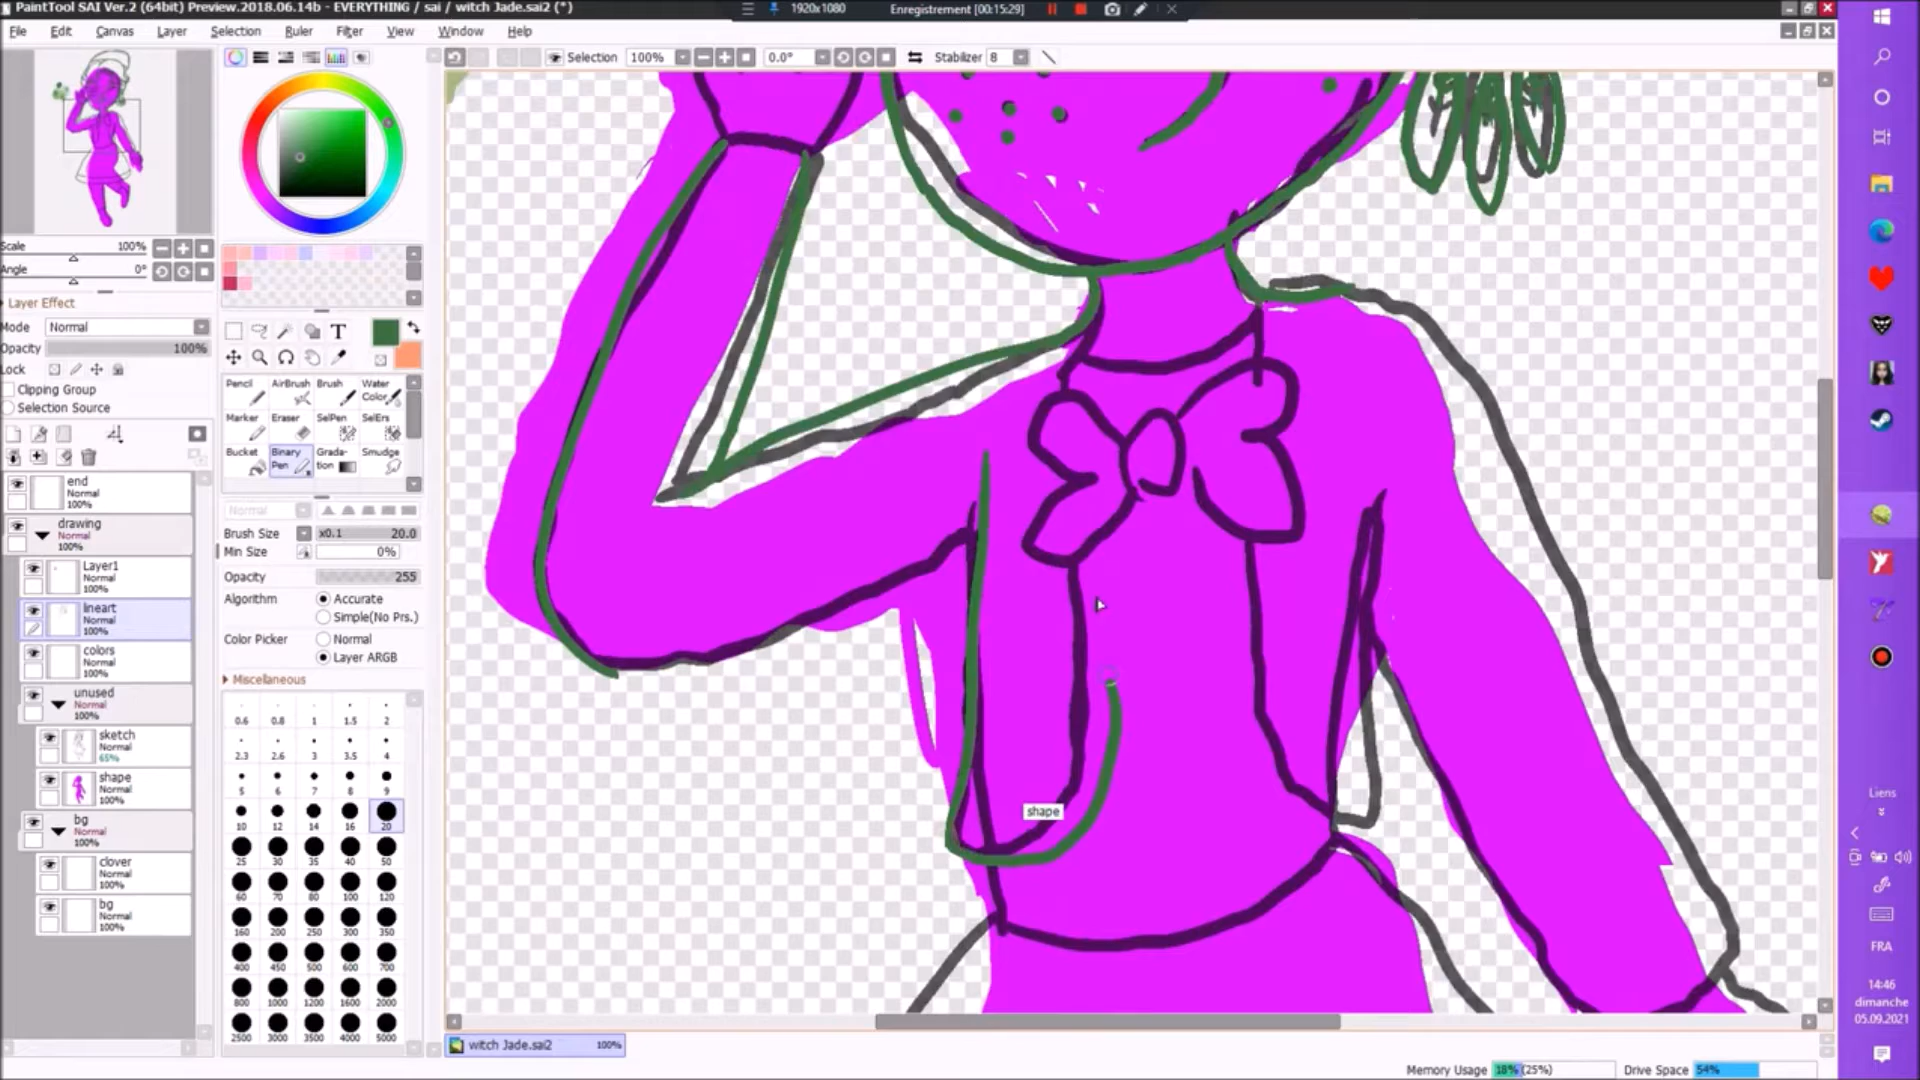 PaintTool SAI Ver.2 (64bit) Preview.2018.06.14b - EVERYTHING / sai / witch Jade.sai2 (*)
1920x1080
Enregistrement [00:15:29]
File Edit Canvas Layer Selection Ruler Filter View Window Help
Selection 100% 0.0° Stabilizer 8
Scale 100%
Angle 0°
Layer Effect
Mode Normal
Opacity 100%
Lock
Clipping Group
Selection Source
T
Pencil AirBrush Brush Water Color
Marker Eraser SelPen SelErs
Bucket Binary Pen Grada-tion Smudge
Normal
Brush Size x0.1 20.0
Min Size 0%
Opacity 255
Algorithm Accurate
Simple(No Prs.)
Color Picker Normal
Layer ARGB
Miscellaneous
0.6 0.8 1 1.5 2
2.3 2.6 3 3.5 4
5 6 7 8 9
10 12 14 16 20
25 30 35 40 50
60 70 80 100 120
160 200 250 300 350
400 450 500 600 700
800 1000 1200 1600 2000
2500 3000 3500 4000 5000
end
Normal
100%
drawing
Normal
100%
Layer1
Normal
100%
lineart
Normal
100%
colors
Normal
100%
unused
Normal
100%
sketch
Normal
65%
shape
Normal
100%
bg
Normal
100%
clover
Normal
100%
bg
Normal
100%
shape
witch Jade.sai2 100%
Memory Usage 18% (25%) Drive Space 54%
Liens
FRA
14:46
dimanche
05.09.2021